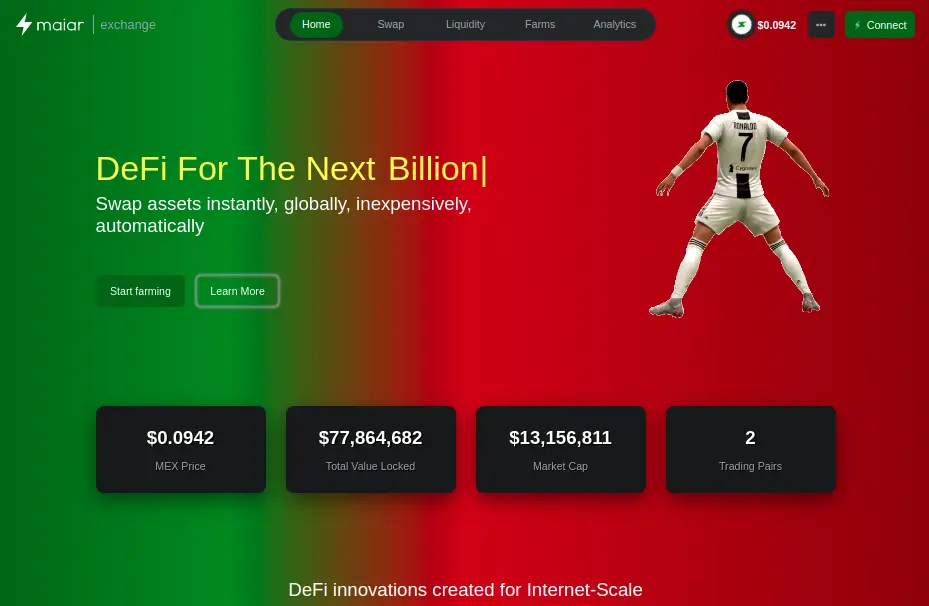 maiar | exchange
Home Swap Liquidity Farms Analytics
$0.0942 ••• Connect
RONALDO
7
DeFi For The Next Billion|
Swap assets instantly, globally, inexpensively,
automatically
Start farming Learn More
$0.0942 $77,864,682 $13,156,811 2
MEX Price Total Value Locked Market Cap Trading Pairs
DeFi innovations created for Internet-Scale